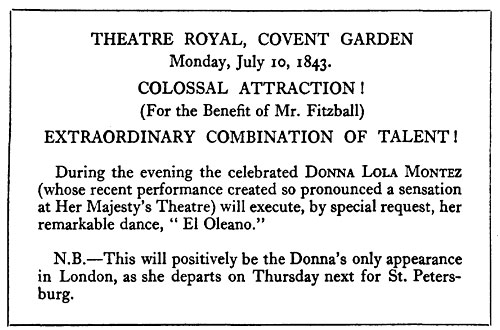 THEATRE ROYAL, COVENT GARDEN
Monday, July 10, 1843.
COLOSSAL ATTRACTION!
(For the Benefit of Mr. Fitzball)
EXTRAORDINARY COMBINATION OF TALENT!
During the evening the celebrated DONNA LOLA MONTEZ
(whose recent performance created so pronounced a sensation
at Her Majesty's Theatre) will execute, by special request, her
remarkable dance, " El Oleano."
N.B.—This will positively be the Donna's only appearance
in London, as she departs on Thursday next for St. Peters-
burg.